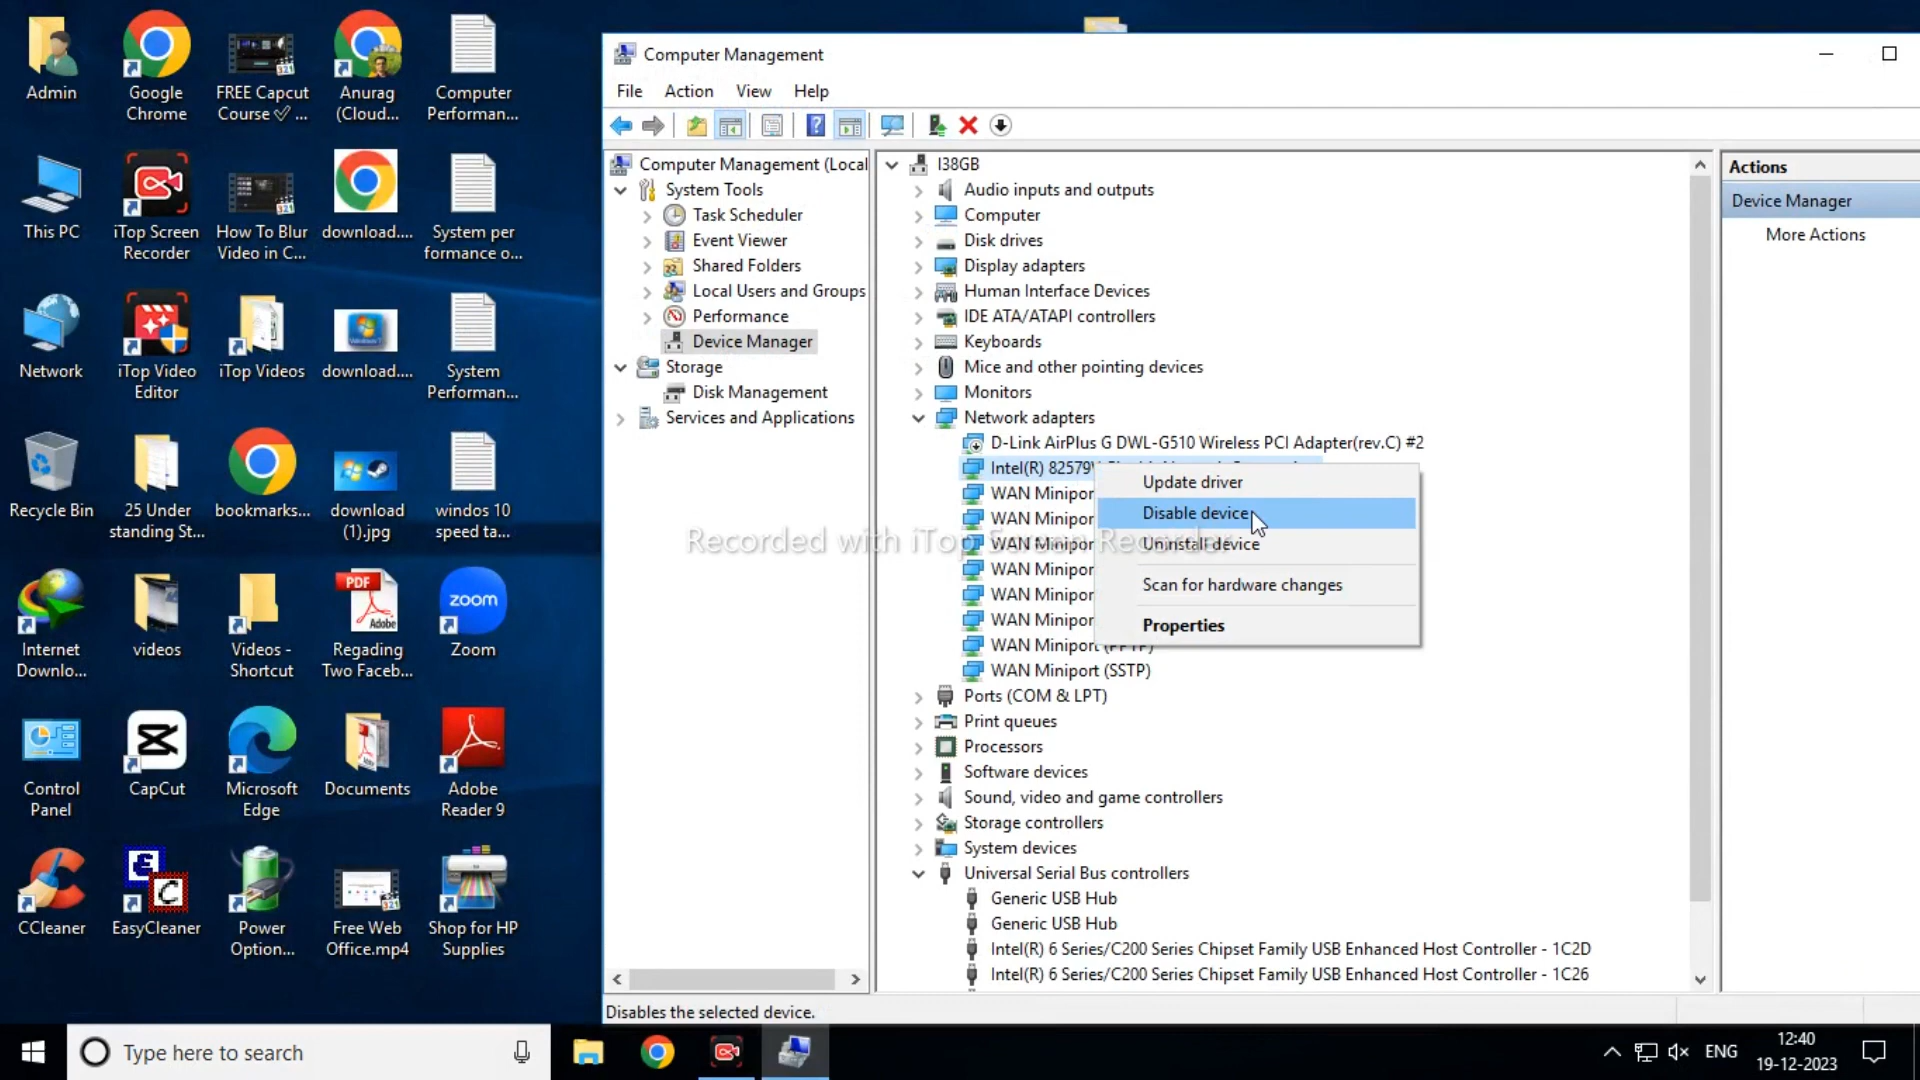 Admin
Google
Chrome
FREE Capcut
Course ✅ ...
Anurag
(Cloud...
Computer
Performan...
This PC
iTop Screen
Recorder
How To Blur
Video in C...
download....
System per
formance o...
Network
iTop Video
Editor
iTop Videos
download....
System
Performan...
Recycle Bin
25 Under
standing St...
bookmarks...
download
(1).jpg
windos 10
speed ta...
Internet
Downlo...
videos
Videos -
Shortcut
PDF
Adobe
Regading
Two Faceb...
zoom
Zoom
Control
Panel
CapCut
Microsoft
Edge
Documents
Adobe
Reader 9
CCleaner
EasyCleaner
Power
Option...
Free Web
Office.mp4
Shop for HP
Supplies
Computer Management
File Action View Help
Computer Management (Local
System Tools
Task Scheduler
Event Viewer
Shared Folders
Local Users and Groups
Performance
Device Manager
Storage
Disk Management
Services and Applications
I38GB
Audio inputs and outputs
Computer
Disk drives
Display adapters
Human Interface Devices
IDE ATA/ATAPI controllers
Keyboards
Mice and other pointing devices
Monitors
Network adapters
D-Link AirPlus G DWL-G510 Wireless PCI Adapter(rev.C) #2
Intel(R) 82579V
WAN Minipor
WAN Minipor
WAN Minipor
WAN Minipor
WAN Minipor
WAN Minipor
WAN Miniport (PPTP)
WAN Miniport (SSTP)
Ports (COM & LPT)
Print queues
Processors
Software devices
Sound, video and game controllers
Storage controllers
System devices
Universal Serial Bus controllers
Generic USB Hub
Generic USB Hub
Intel(R) 6 Series/C200 Series Chipset Family USB Enhanced Host Controller - 1C2D
Intel(R) 6 Series/C200 Series Chipset Family USB Enhanced Host Controller - 1C26
Update driver
Disable device
Uninstall device
Scan for hardware changes
Properties
Recorded with iTop Screen Recorder
Actions
Device Manager
More Actions
Disables the selected device.
Type here to search
ENG
12:40
19-12-2023